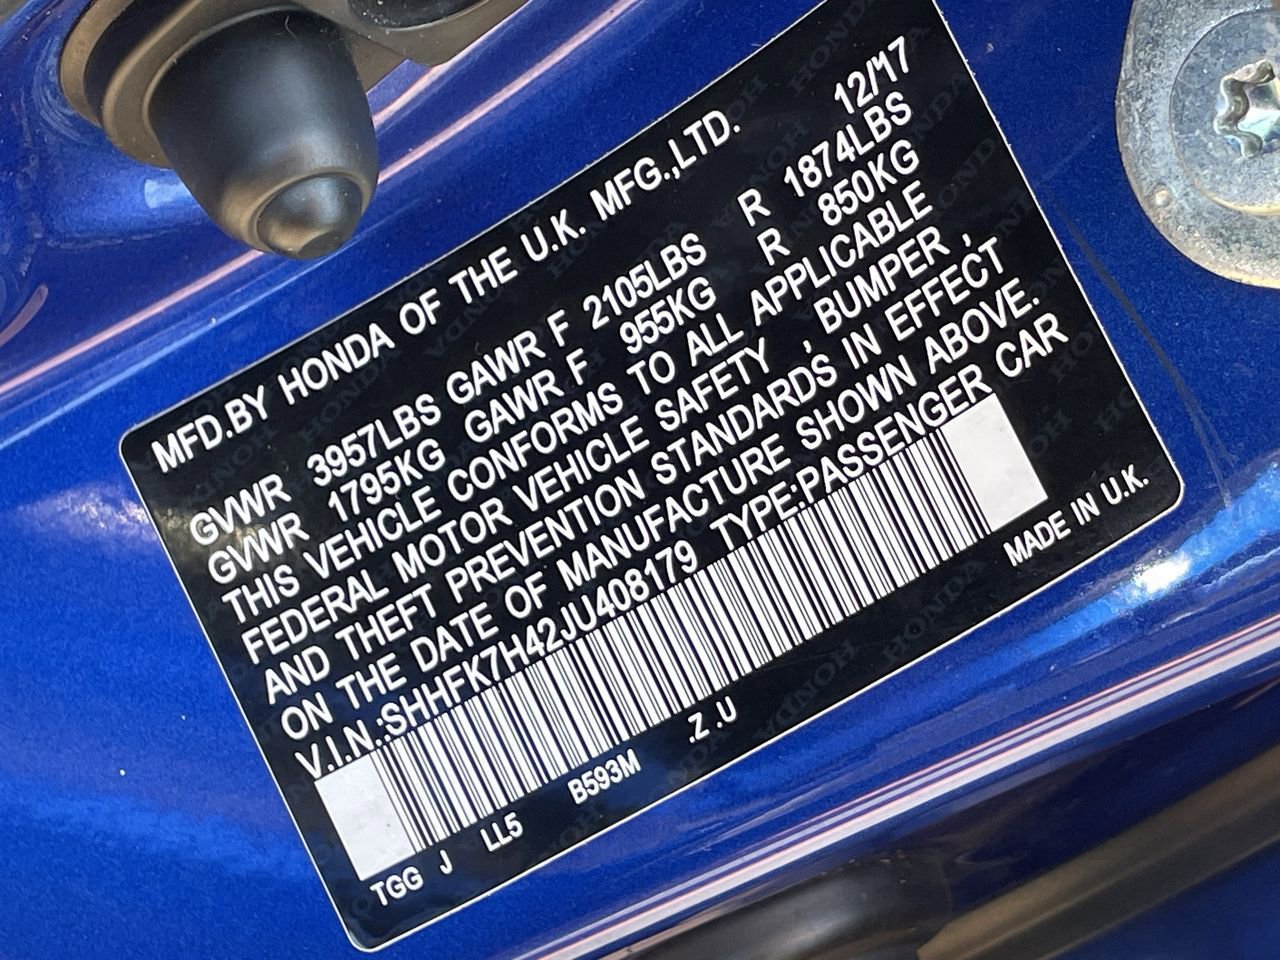 MFD.BY HONDA OF THE U.K. MFG.,LTD. 12/17
GVWR 3957LBS GAWR F 2105LBS R 1874LBS
GVWR 1795KG GAWR F 955KG R 850KG
THIS VEHICLE CONFORMS TO ALL APPLICABLE
FEDERAL MOTOR VEHICLE SAFETY , BUMPER ,
AND THEFT PREVENTION STANDARDS IN EFFECT
ON THE DATE OF MANUFACTURE SHOWN ABOVE.
V.I.N.:SHHFK7H42JU408179 TYPE:PASSENGER CAR
TGG J LL5 B593M .Z .U MADE IN U.K.